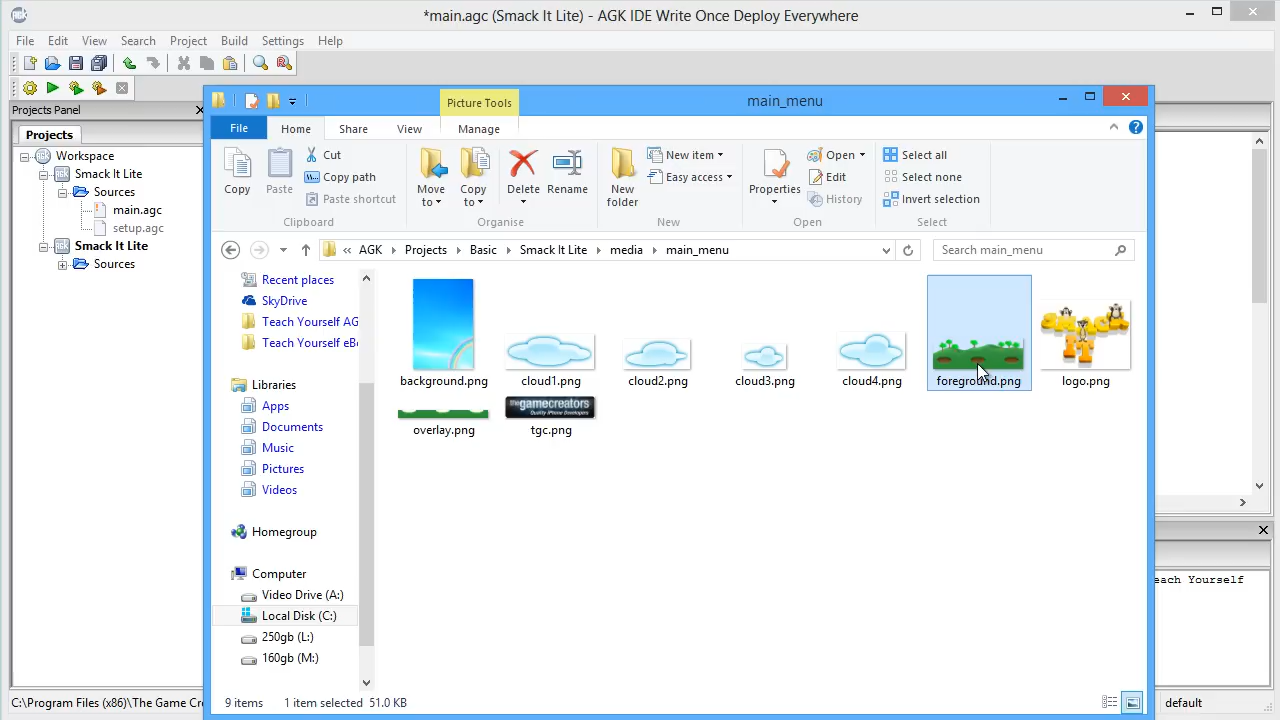 *main.agc (Smack It Lite) - AGK IDE Write Once Deploy Everywhere
File Edit View Search Project Build Settings Help
Projects Panel
Projects
Workspace
Smack It Lite
Sources
main.agc
setup.agc
Smack It Lite
Sources
Picture Tools
main_menu
File Home Share View Manage
Copy
Paste
Cut
Copy path
Paste shortcut
Clipboard
Move to
Copy to
Delete
Rename
Organise
New folder
New item
Easy access
New
Properties
Open
Edit
History
Open
Select all
Select none
Invert selection
Select
AGK Projects Basic Smack It Lite media main_menu
Search main_menu
Recent places
SkyDrive
Teach Yourself AG
Teach Yourself eB
Libraries
Apps
Documents
Music
Pictures
Videos
Homegroup
Computer
Video Drive (A:)
Local Disk (C:)
250gb (L:)
160gb (M:)
SMACK IT
background.png cloud1.png cloud2.png cloud3.png cloud4.png foreground.png logo.png
thegamecreators
Quality iPhone Developers
overlay.png tgc.png
each Yourself
9 items 1 item selected 51.0 KB
C:\Program Files (x86)\The Game Cre
default